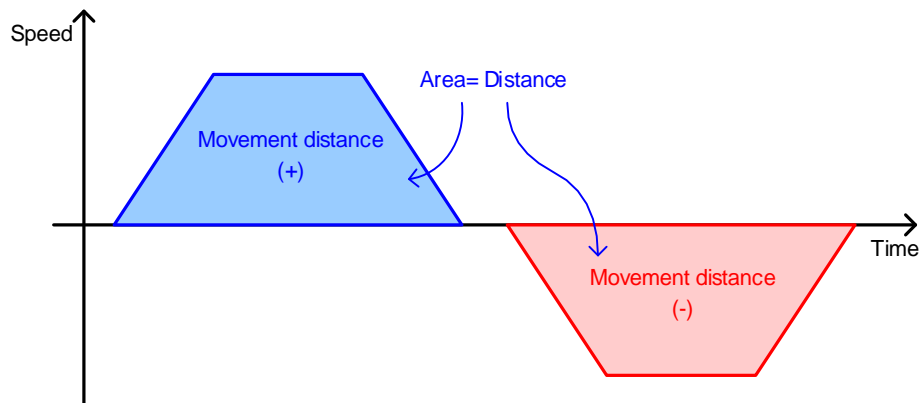 Speed
Area= Distance
Movement distance
(+)
Time
Movement distance
(-)